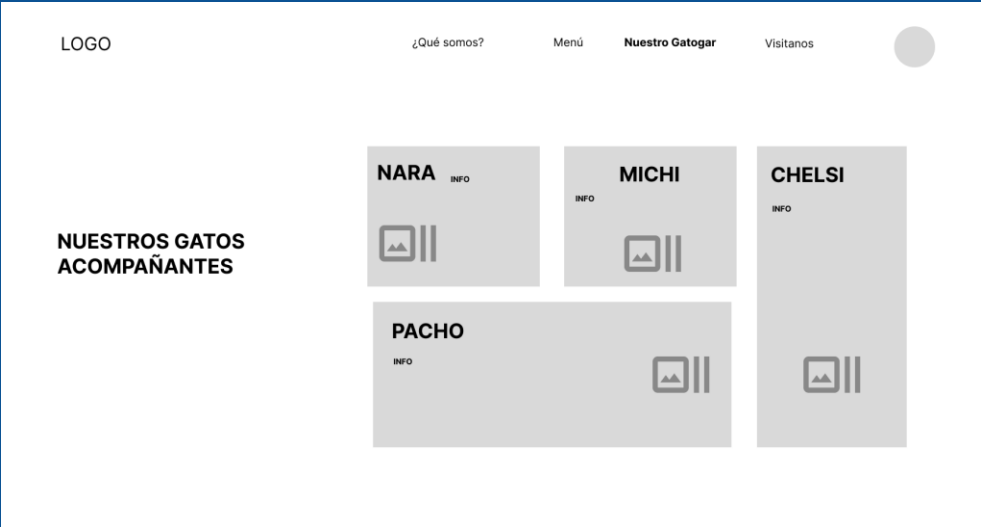 LOGO
¿Qué somos?
Menú
Nuestro Gatogar
Visitanos
NUESTROS GATOS
ACOMPAÑANTES
NARA
INFO
MICHI
INFO
CHELSI
INFO
PACHO
INFO